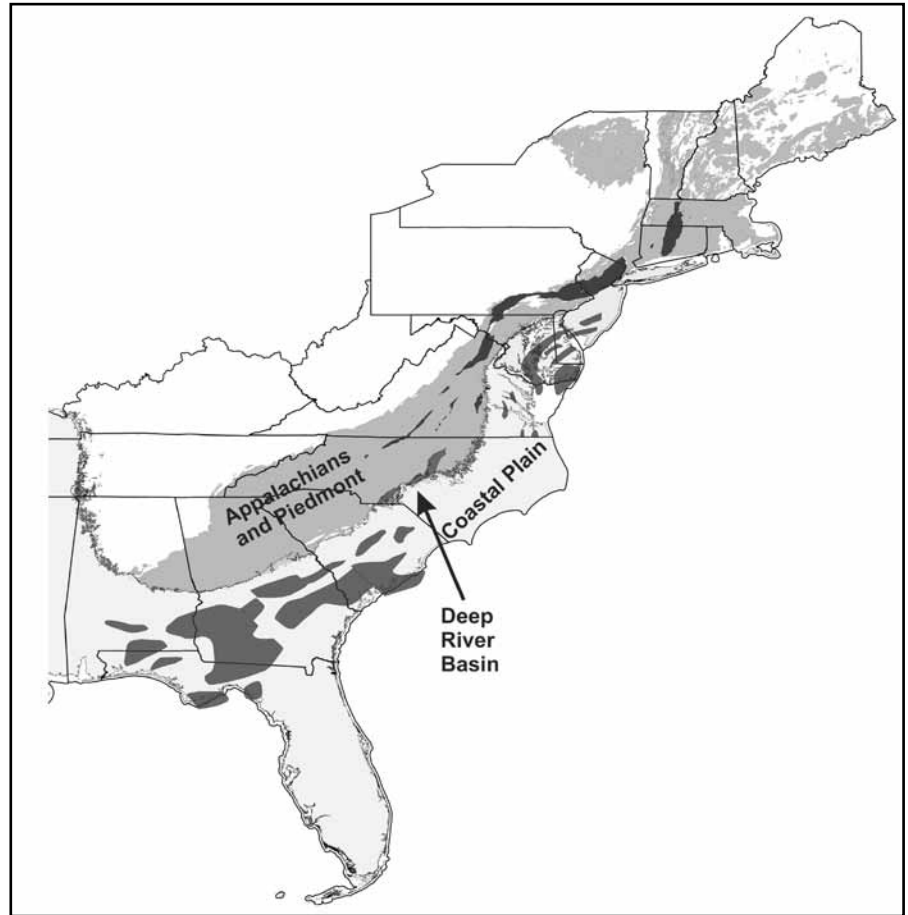 Appalachians
and Piedmont
Coastal Plain
Deep
River
Basin